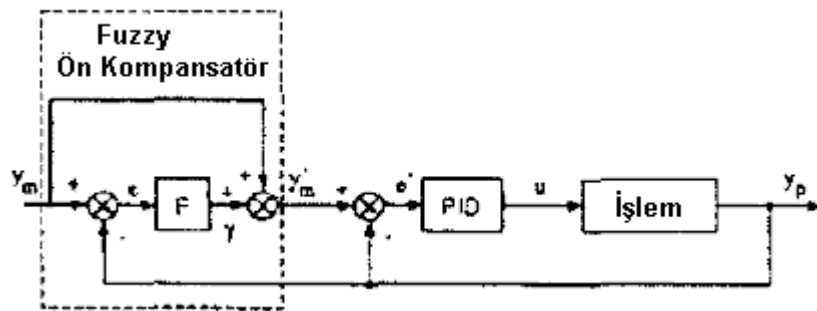 Fuzzy
Ön Kompansatör
y_m
+
e
F
+
γ
+
y'_m
+
e'
PID
u
İşlem
y_p
-
-